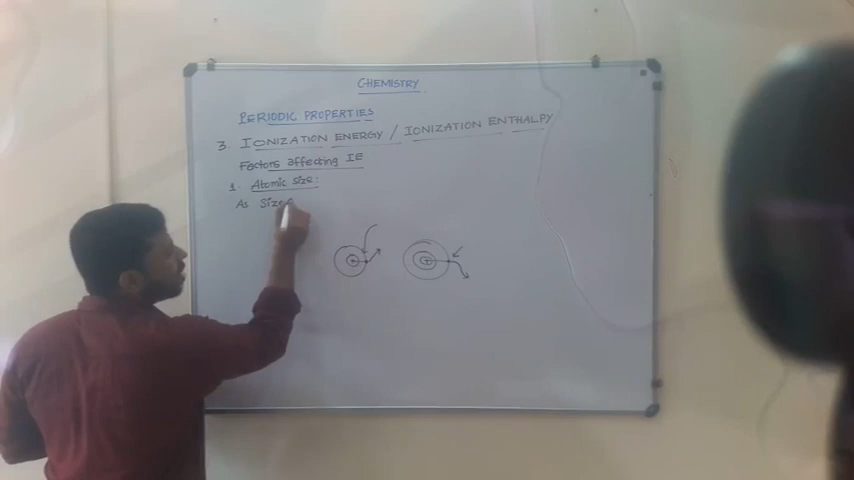 CHEMISTRY
PERIODIC PROPERTIES
3. IONIZATION ENERGY / IONIZATION ENTHALPY
Factors affecting IE
1. Atomic size:
As size